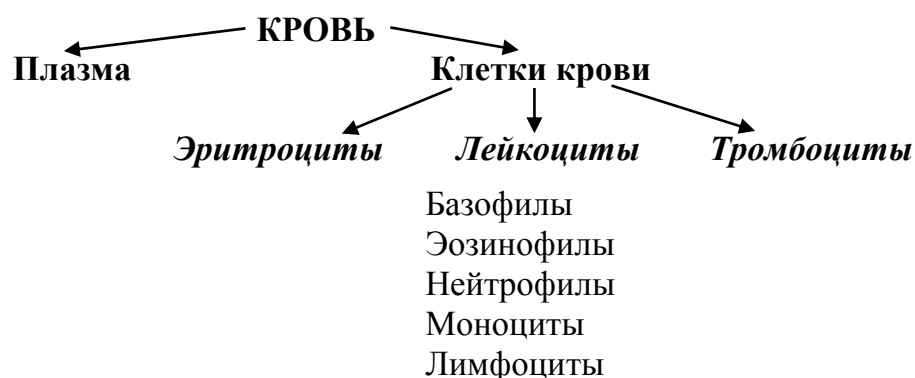 КРОВЬ
Плазма Клетки крови
Эритроциты Лейкоциты Тромбоциты
Базофилы
Эозинофилы
Нейтрофилы
Моноциты
Лимфоциты